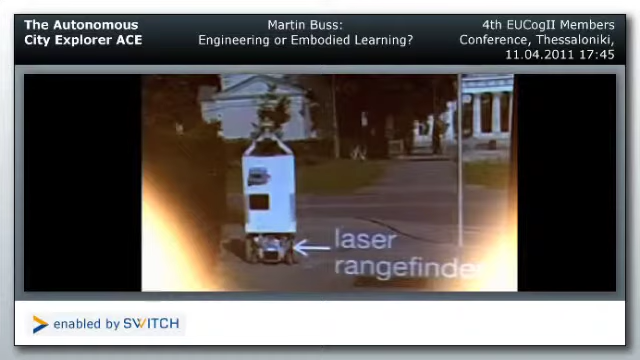 The Autonomous
City Explorer ACE
Martin Buss:
Engineering or Embodied Learning?
4th EUCogII Members
Conference, Thessaloniki,
11.04.2011 17:45
laser
rangefinder
enabled by SWITCH